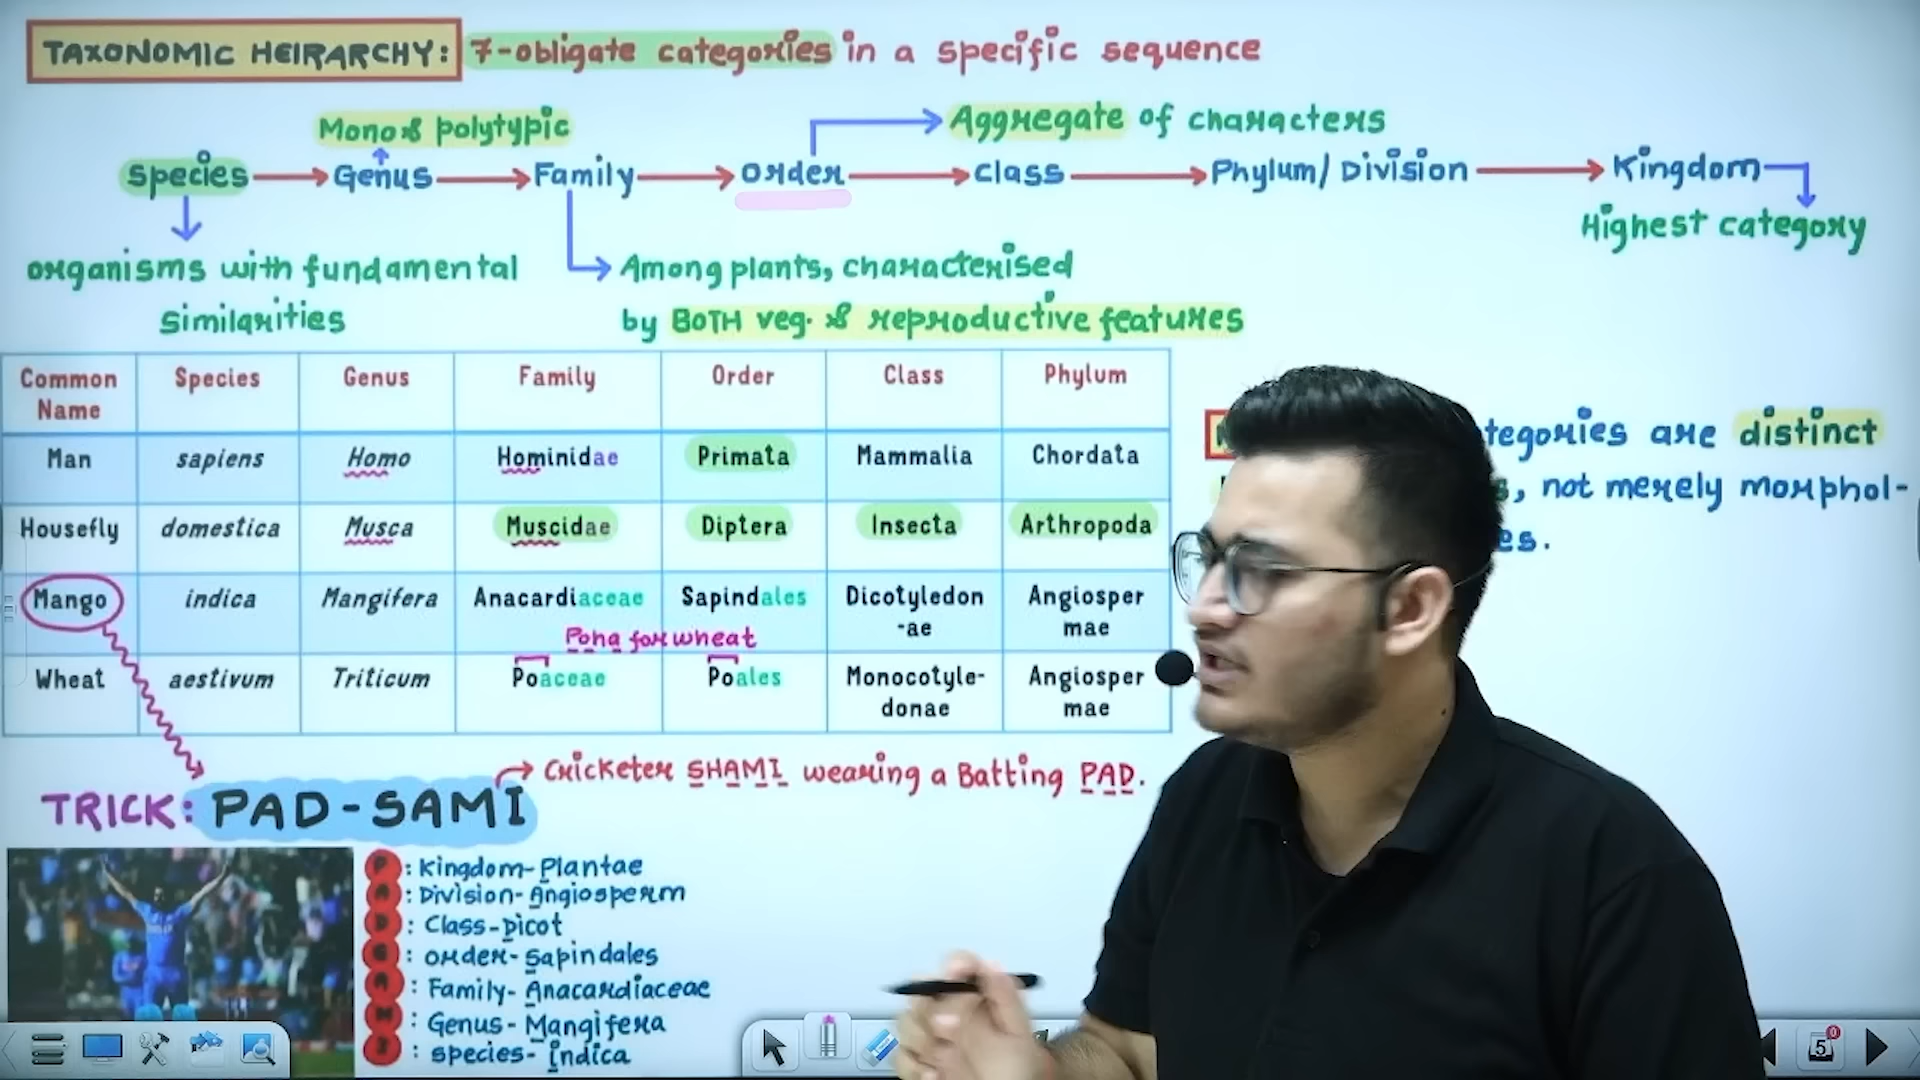 TAXONOMIC HEIRARCHY: 7-obligate categories in a specific sequence
Mono & polytypic
Aggregate of characters
Species → Genus → Family → Order → Class → Phylum/Division → Kingdom
Highest category
organisms with fundamental
Similarities
Among plants, characterised
by BOTH veg. & reproductive features
Common Name Species Genus Family Order Class Phylum
Man sapiens Homo Hominidae Primata Mammalia Chordata
Housefly domestica Musca Muscidae Diptera Insecta Arthropoda
Mango indica Mangifera Anacardiaceae Sapindales Dicotyledon-ae Angiospermae
Poha for wheat
Wheat aestivum Triticum Poaceae Poales Monocotyle-donae Angiospermae
tegories are distinct
s, not merely morphol-
es.
Cricketer SHAMI wearing a Batting PAD.
TRICK: PAD-SAMI
P : Kingdom-Plantae
A : Division-Angiosperm
D : Class-Dicot
S : order-Sapindales
A : Family-Anacardiaceae
M : Genus-Mangifera
I : species-Indica
5
0